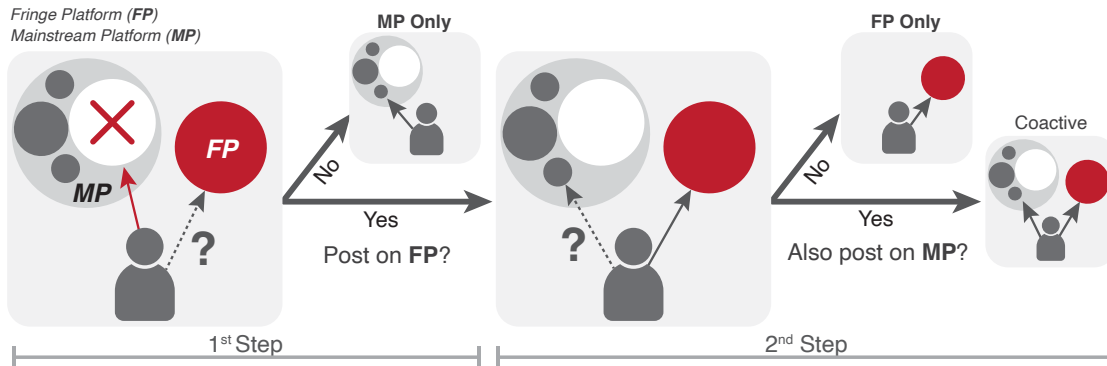 Fringe Platform (FP)
Mainstream Platform (MP)
MP
FP
?
MP Only
No
Yes
Post on FP?
1st Step
?
FP Only
No
Yes
Also post on MP?
Coactive
2nd Step